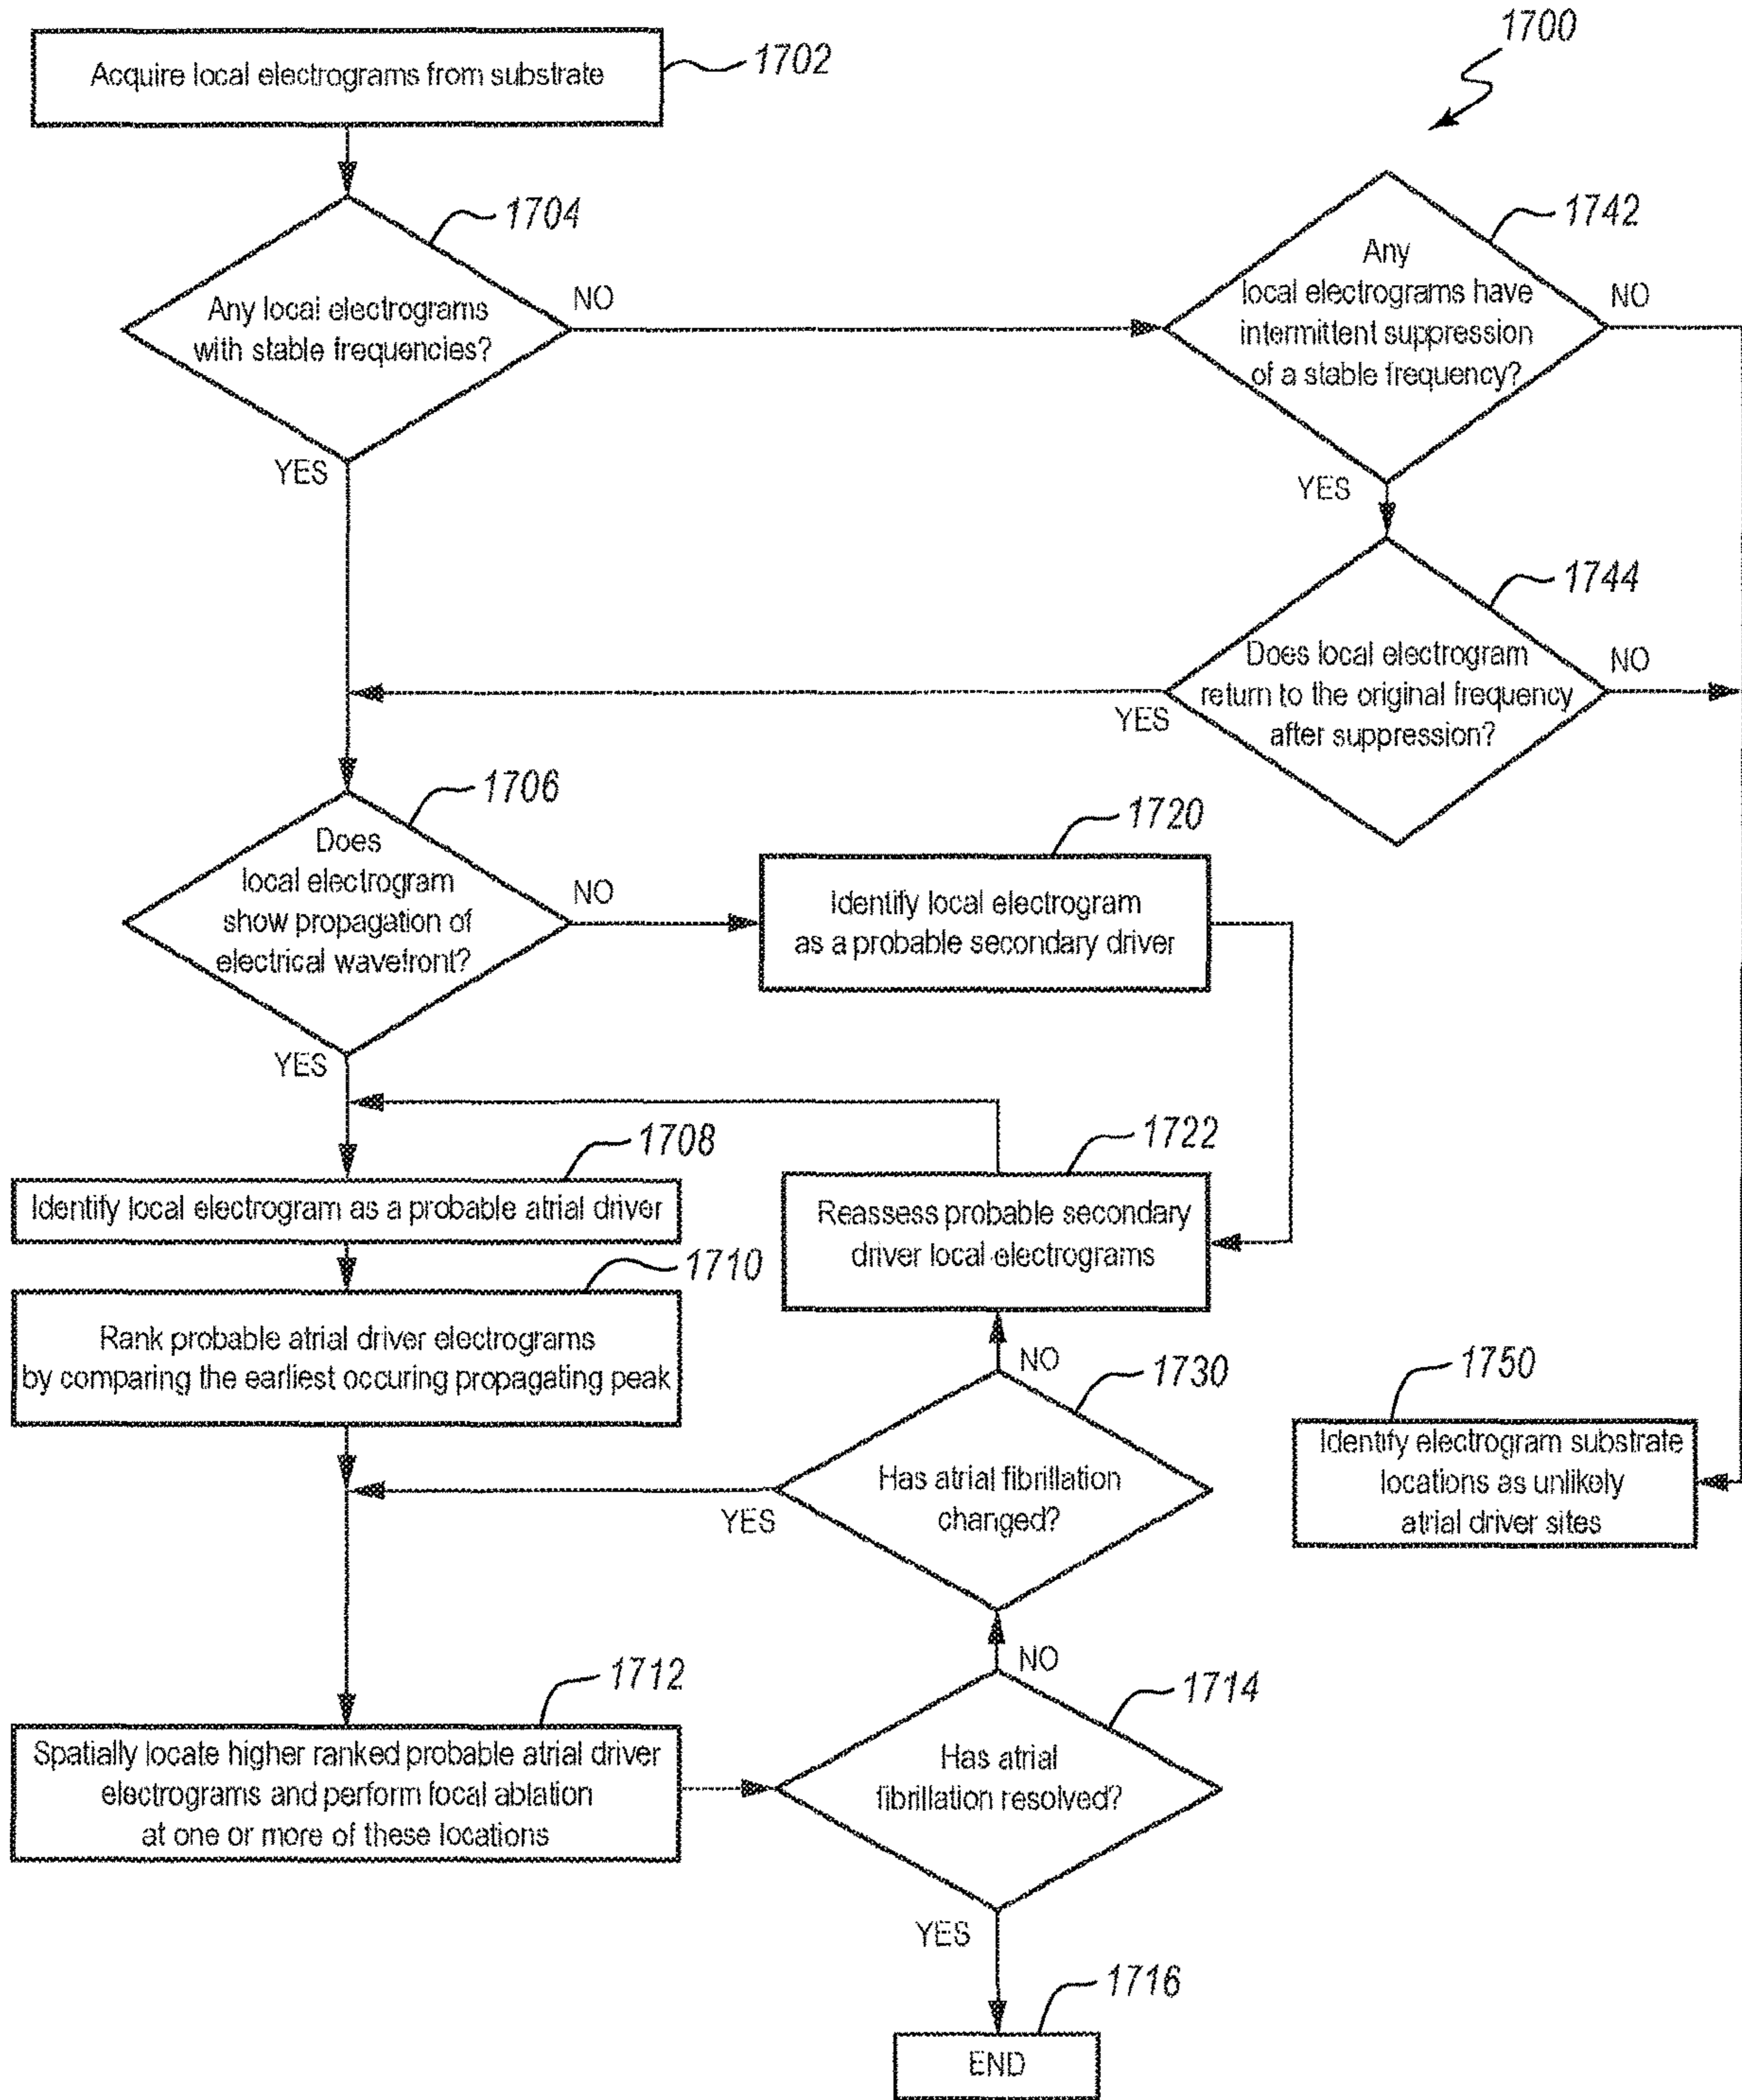 1700
Acquire local electrograms from substrate
1702
1704
Any local electrograms
with stable frequencies?
NO
YES
1742
Any
local electrograms have
intermittent suppression
of a stable frequency?
NO
YES
1744
Does local electrogram
return to the original frequency
after suppression?
NO
YES
1706
Does
local electrogram
show propagation of
electrical wavefront?
NO
YES
1720
Identify local electrogram
as a probable secondary driver
1708
Identify local electrogram as a probable atrial driver
1722
Reassess probable secondary
driver local electrograms
1710
Rank probable atrial driver electrograms
by comparing the earliest occuring propagating peak
NO
1730
Has atrial fibrillation
changed?
YES
1750
Identify electrogram substrate
locations as unlikely
atrial driver sites
1712
Spatially locate higher ranked probable atrial driver
electrograms and perform focal ablation
at one or more of these locations
NO
1714
Has atrial
fibrillation resolved?
YES
1716
END